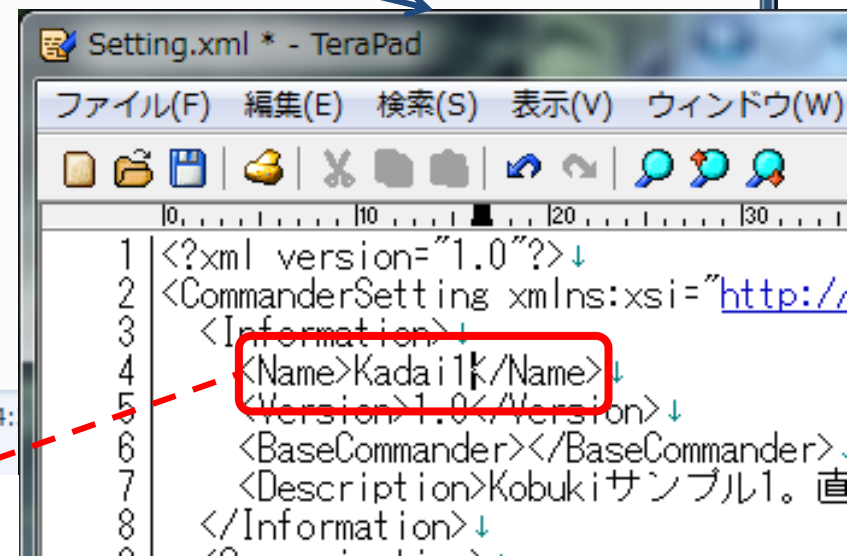 Setting.xml * - TeraPad
ファイル(F) 編集(E) 検索(S) 表示(V) ウィンドウ(W)
0 10 20 30
1 <?xml version="1.0"?>↓
2 <CommanderSetting xmlns:xsi="http://
3 <Information>↓
4 <Name>Kadai1</Name>↓
5 <Version>1.0</Version>↓
6 <BaseCommander></BaseCommander>↓
7 <Description>Kobukiサンプル1。直
8 </Information>↓
4: